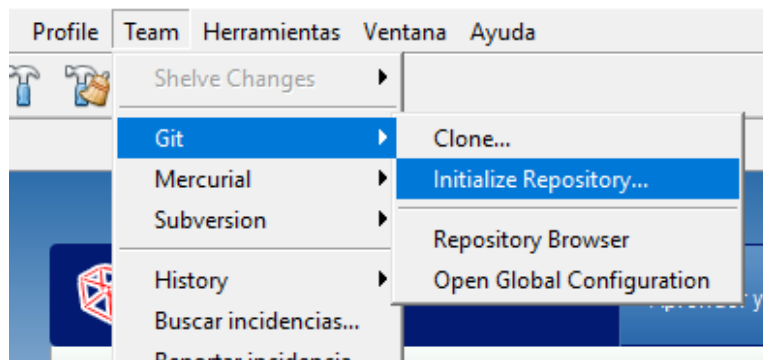 Profile Team Herramientas Ventana Ayuda
Shelve Changes
Git
Clone...
Mercurial
Initialize Repository...
Subversion
Repository Browser
History
Open Global Configuration
Buscar incidencias...